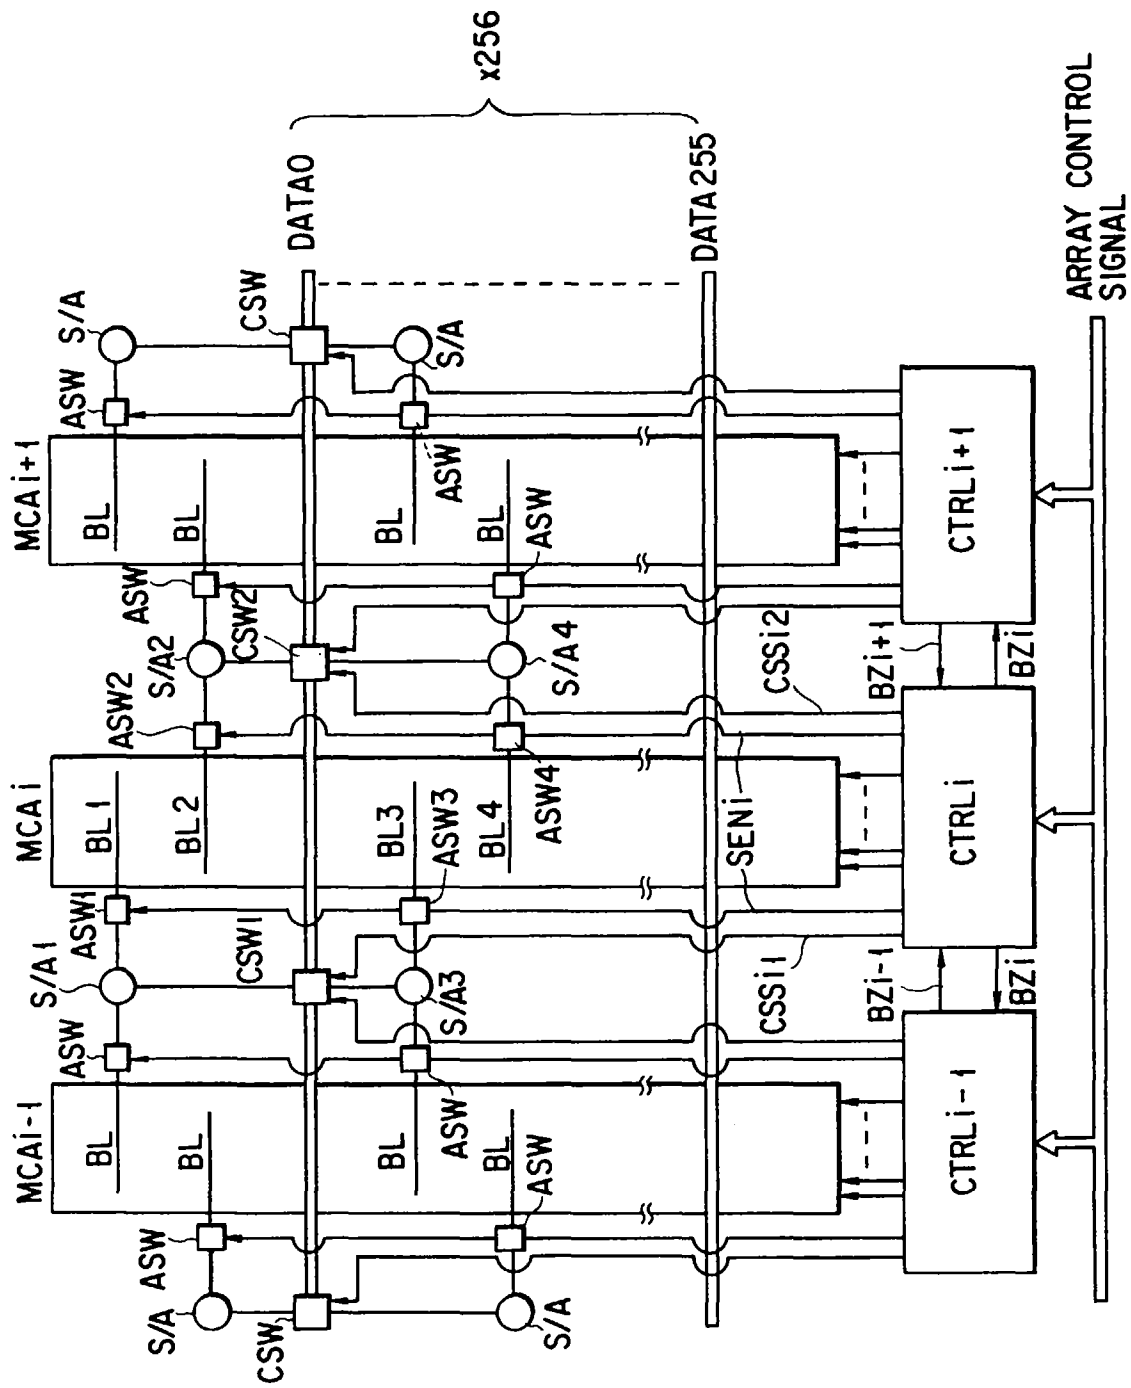 MCAi-1
MCAi
MCAi+1
BL
BL
BL
BL
BL1
BL2
BL3
BL4
BL
BL
BL
BL
S/A
ASW
CSW
S/A
ASW
ASW
S/A1
ASW1
ASW
S/A3
ASW3
CSW1
ASW2
S/A2
ASW
CSW2
ASW4
S/A4
ASW
ASW
S/A
CSW
ASW
S/A
DATA0
x256
DATA255
CSSi1
SENi
CSSi2
BZi-1
BZi
BZi+1
BZi
CTRLi-1
CTRLi
CTRLi+1
ARRAY CONTROL
SIGNAL